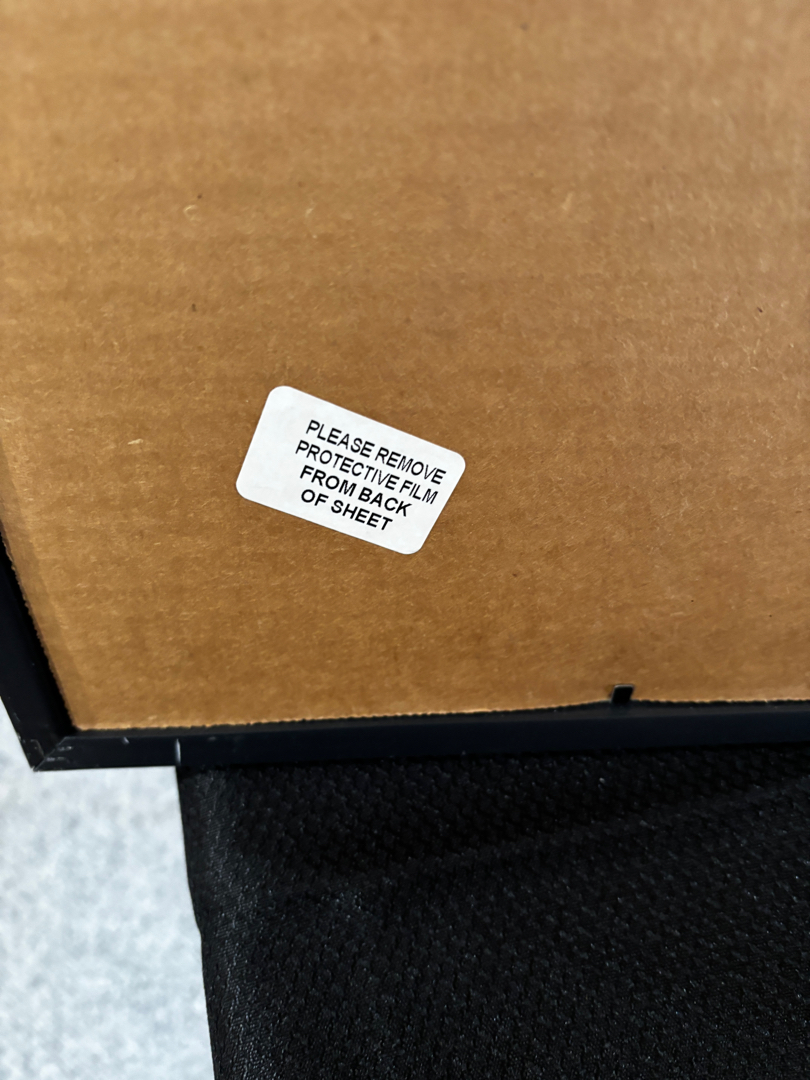 PLEASE REMOVE
PROTECTIVE FILM
FROM BACK
OF SHEET